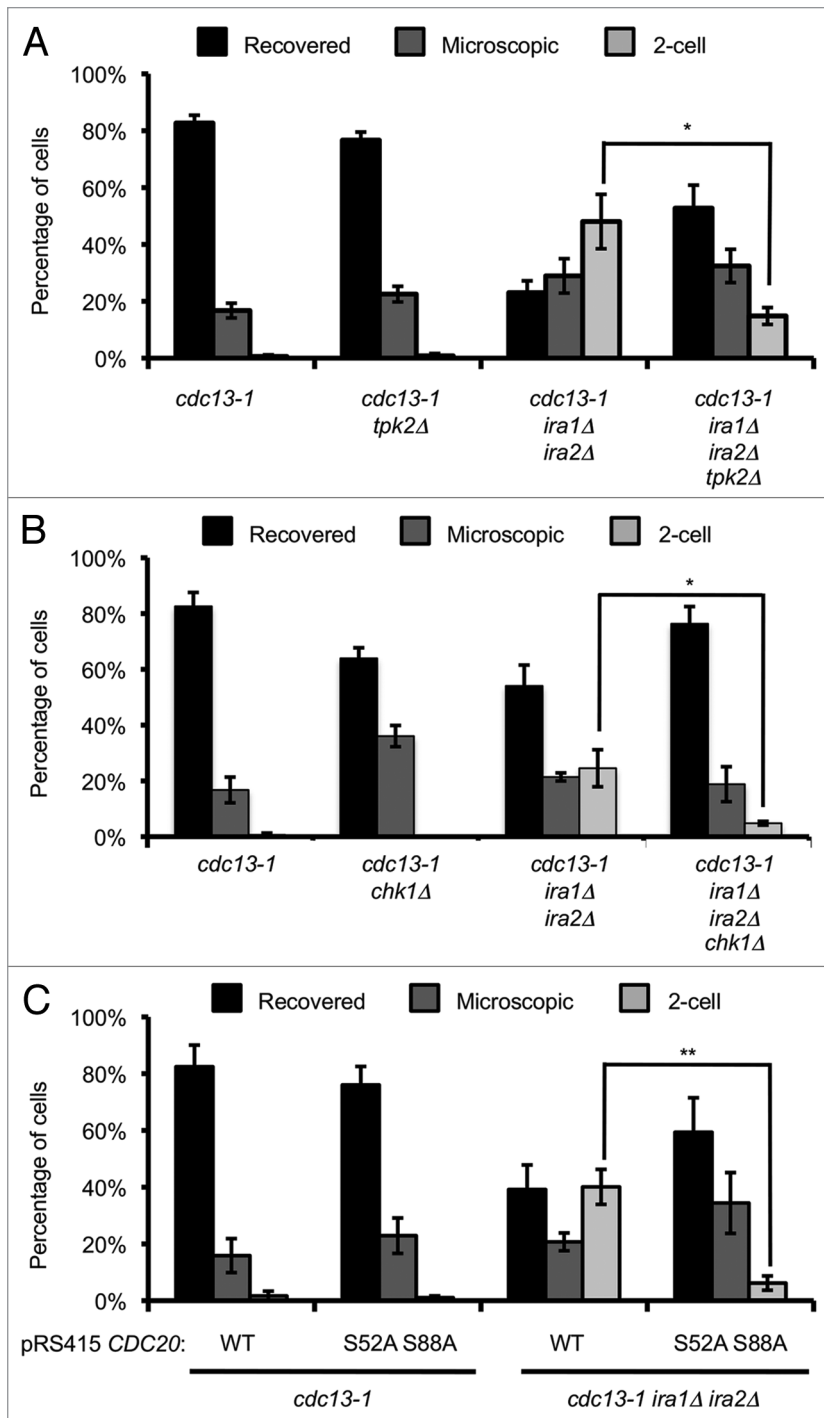 A
Recovered Microscopic 2-cell
100%
80%
60%
40%
20%
0%
Percentage of cells
*
cdc13-1 cdc13-1 cdc13-1 cdc13-1
tpk2Δ ira1Δ ira1Δ
ira2Δ ira2Δ
tpk2Δ
B
Recovered Microscopic 2-cell
100%
80%
60%
40%
20%
0%
Percentage of cells
*
cdc13-1 cdc13-1 cdc13-1 cdc13-1
chk1Δ ira1Δ ira1Δ
ira2Δ ira2Δ
chk1Δ
C
Recovered Microscopic 2-cell
100%
80%
60%
40%
20%
0%
Percentage of cells
**
pRS415 CDC20: WT S52A S88A WT S52A S88A
cdc13-1 cdc13-1 ira1Δ ira2Δ